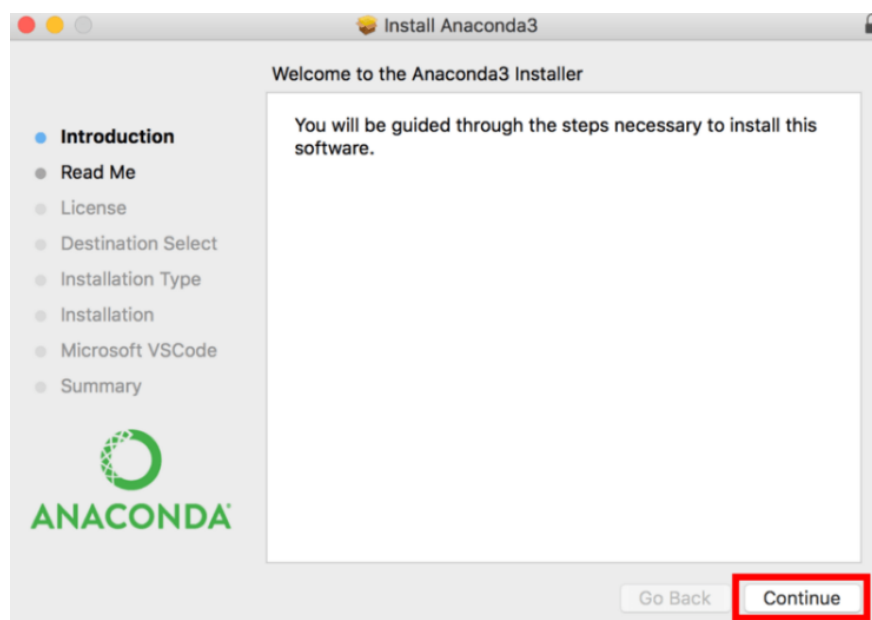 Install Anaconda3
Welcome to the Anaconda3 Installer
Introduction
Read Me
License
Destination Select
Installation Type
Installation
Microsoft VSCode
Summary
ANACONDA
You will be guided through the steps necessary to install this
software.
Go Back
Continue